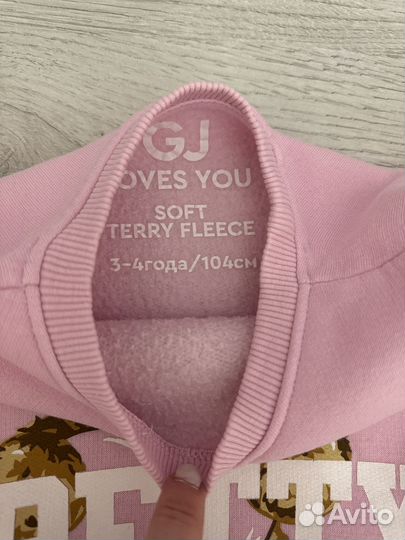 GJ
OVES YOU
SOFT
TERRY FLEECE
3-4года/104см
Avito